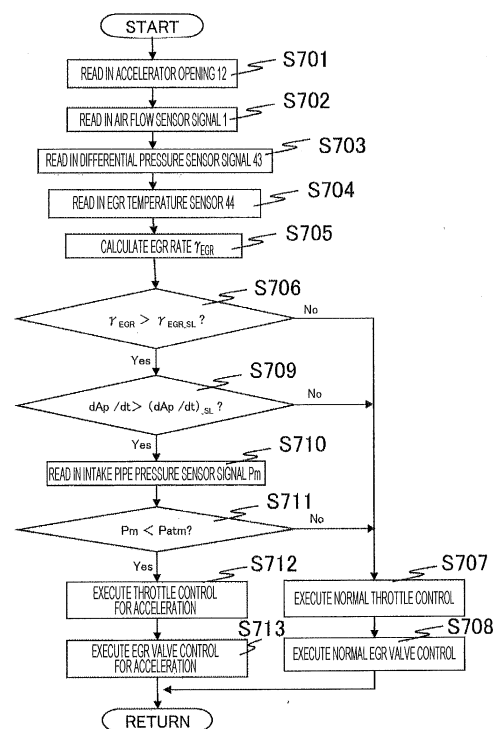 START
S701
READ IN ACCELERATOR OPENING 12
S702
READ IN AIR FLOW SENSOR SIGNAL 1
S703
READ IN DIFFERENTIAL PRESSURE SENSOR SIGNAL 43
S704
READ IN EGR TEMPERATURE SENSOR 44
S705
CALCULATE EGR RATE γEGR
S706
γEGR > γEGR_SL ?
No
Yes
S709
dAp /dt> (dAp /dt)_SL ?
No
Yes
S710
READ IN INTAKE PIPE PRESSURE SENSOR SIGNAL Pm
S711
Pm < Patm?
No
Yes
S712
EXECUTE THROTTLE CONTROL
FOR ACCELERATION
S707
EXECUTE NORMAL THROTTLE CONTROL
S713
EXECUTE EGR VALVE CONTROL
FOR ACCELERATION
S708
EXECUTE NORMAL EGR VALVE CONTROL
RETURN